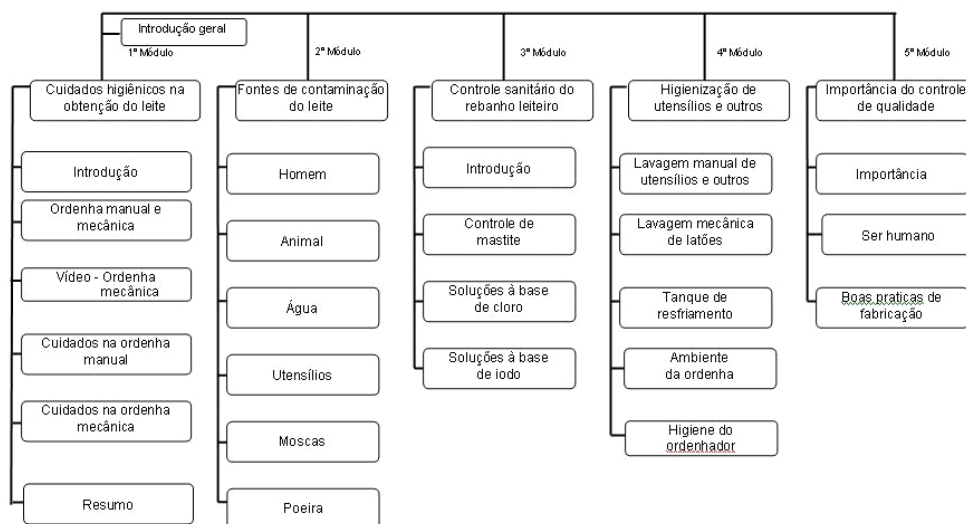 Introdução geral
1º Módulo
Cuidados higiênicos na
obtenção do leite
Introdução
Ordenha manual e
mecânica
Vídeo - Ordenha
mecânica
Cuidados na ordenha
manual
Cuidados na ordenha
mecânica
Resumo
2º Módulo
Fontes de contaminação
do leite
Homem
Animal
Água
Utensílios
Moscas
Poeira
3º Módulo
Controle sanitário do
rebanho leiteiro
Introdução
Controle de
mastite
Soluções à base
de cloro
Soluções à base
de iodo
4º Módulo
Higienização de
utensílios e outros
Lavagem manual de
utensílios e outros
Lavagem mecânica
de latões
Tanque de
resfriamento
Ambiente
da ordenha
Higiene do
ordenhador
5º Módulo
Importância do controle
de qualidade
Importância
Ser humano
Boas praticas de
fabricação